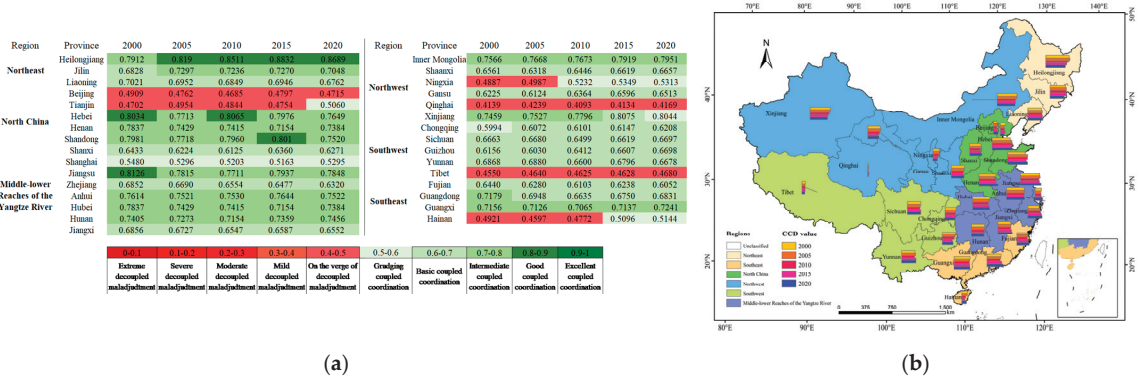 Region Province 2000 2005 2010 2015 2020
Northeast
Heilongjiang 0.7912 0.819 0.8511 0.8832 0.8689
Jilin 0.6828 0.7297 0.7236 0.7270 0.7048
Liaoning 0.7021 0.6952 0.6849 0.6946 0.6762
North China
Beijing 0.4909 0.4762 0.4685 0.4797 0.4715
Tianjin 0.4702 0.4954 0.4844 0.4754 0.5060
Hebei 0.8034 0.7713 0.8065 0.7976 0.7649
Henan 0.7837 0.7429 0.7415 0.7154 0.7384
Shandong 0.7981 0.7718 0.7960 0.801 0.7520
Shanxi 0.6433 0.6224 0.6125 0.6360 0.6271
Middle-lower
Reaches of the
Yangtze River
Shanghai 0.5480 0.5296 0.5203 0.5163 0.5295
Jiangsu 0.8126 0.7815 0.7711 0.7937 0.7848
Zhejiang 0.6852 0.6690 0.6554 0.6477 0.6320
Anhui 0.7614 0.7521 0.7530 0.7644 0.7522
Hubei 0.7837 0.7429 0.7415 0.7154 0.7384
Hunan 0.7405 0.7273 0.7154 0.7359 0.7456
Jiangxi 0.6856 0.6727 0.6547 0.6587 0.6552
Region Province 2000 2005 2010 2015 2020
Northwest
Inner Mongolia 0.7566 0.7668 0.7673 0.7919 0.7951
Shaanxi 0.6561 0.6318 0.6446 0.6619 0.6657
Ningxia 0.4887 0.4987 0.5232 0.5349 0.5313
Gansu 0.6225 0.6124 0.6364 0.6596 0.6513
Qinghai 0.4139 0.4239 0.4093 0.4134 0.4169
Xinjiang 0.7459 0.7527 0.7796 0.8075 0.8044
Southwest
Chongqing 0.5994 0.6072 0.6101 0.6147 0.6208
Sichuan 0.6663 0.6680 0.6499 0.6619 0.6697
Guizhou 0.6156 0.6030 0.6412 0.6607 0.6698
Yunnan 0.6868 0.6880 0.6600 0.6796 0.6678
Tibet 0.4550 0.4640 0.4625 0.4628 0.4680
Southeast
Fujian 0.6440 0.6288 0.6103 0.6238 0.6052
Guangdong 0.7179 0.6948 0.6635 0.6750 0.6831
Guangxi 0.7156 0.7126 0.7065 0.7137 0.7241
Hainan 0.4921 0.4597 0.4772 0.5096 0.5144
0-0.1 0.1-0.2 0.2-0.3 0.3-0.4 0.4-0.5 0.5-0.6 0.6-0.7 0.7-0.8 0.8-0.9 0.9-1
Extreme decoupled maladjudtment
Severe decoupled maladjudtment
Moderate decoupled maladjudtment
Mild decoupled maladjudtment
On the verge of decoupled maladjudtment
Grudging coupled coordination
Basic coupled coordination
Intermediate coupled coordination
Good coupled coordination
Excellent coupled coordination
(a)
70°E 80°E 90°E 100°E 110°E 120°E 130°E 140°E
50°N
40°N 40°N
30°N 30°N
20°N 20°N
N
Heilongjiang
Jilin
Liaoning
Inner Mongolia
Xinjiang
Beijing
Hebei
Ningxia
Shanxi
Shandong
Qinghai
Gansu
Shaanxi
Henan
Jiangsu
Tibet
Anhui
Hubei
Sichuan
Chongqing
Zhejiang
Jiangxi
Hunan
Guizhou
Fujian
Yunnan
Guangxi
Guangdong
Hainan
Regions
Unclassified
Northeast
Southeast
North China
Northwest
Southwest
Middle-lower Reaches of the Yangtze River
CCD value
2000
2005
2010
2015
2020
0 375 750 1,500
km
80°E 90°E 100°E 110°E 120°E
(b)